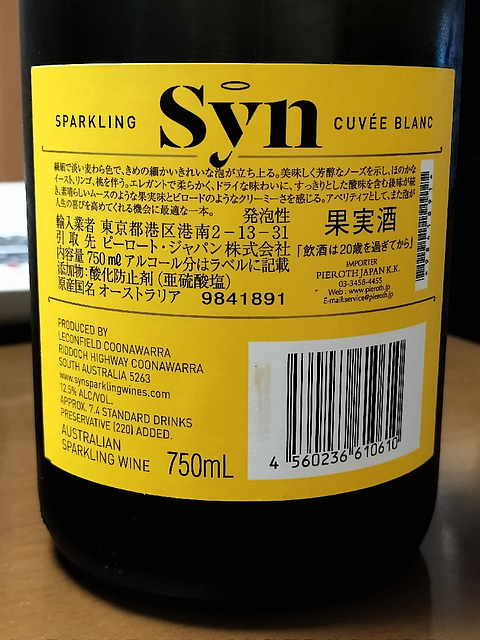 SPARKLING Syn CUVÉE BLANC
繊細で淡い麦わら色で、きめの細かいきれいな泡が立ち上る。美味しく芳醇なノーズを示し、ほのかな
イースト、リンゴ、桃を伴う。エレガントで柔らかく、ドライな味わいに、すっきりとした酸味を含む後味が続
き、素晴らしいムースのような果実味とビロードのようなクリーミーさを感じる。アペリティフとして、また泡が
人生の喜びを高めてくれる機会に最適な一本。
発泡性 果実酒
輸入業者 東京都港区港南2-13-31
引取先 ピーロート・ジャパン株式会社
「飲酒は20歳を過ぎてから」
内容量 750mℓ アルコール分はラベルに記載
添加物: 酸化防止剤(亜硫酸塩)
原産国名 オーストラリア 9841891
IMPORTER
PIEROTH JAPAN K.K.
03-3458-4455
Web : www.pieroth.jp
E-mail:service@pieroth.jp
PRODUCED BY
LECONFIELD COONAWARRA
RIDDOCH HIGHWAY COONAWARRA
SOUTH AUSTRALIA 5263
www.synsparklingwines.com
12.5% ALC/VOL.
APPROX. 7.4 STANDARD DRINKS
PRESERVATIVE (220) ADDED.
AUSTRALIAN
SPARKLING WINE 750mL
4 560236 610610